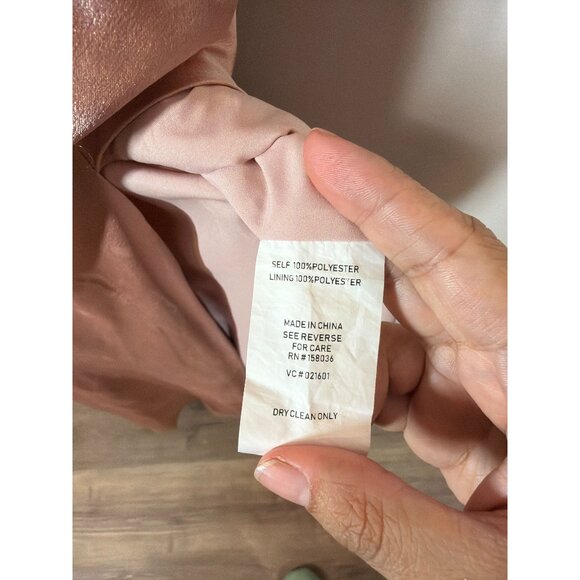 SELF 100%POLYESTER
LINING 100%POLYESTER
MADE IN CHINA
SEE REVERSE
FOR CARE
RN # 158036
VC # 021601
DRY CLEAN ONLY